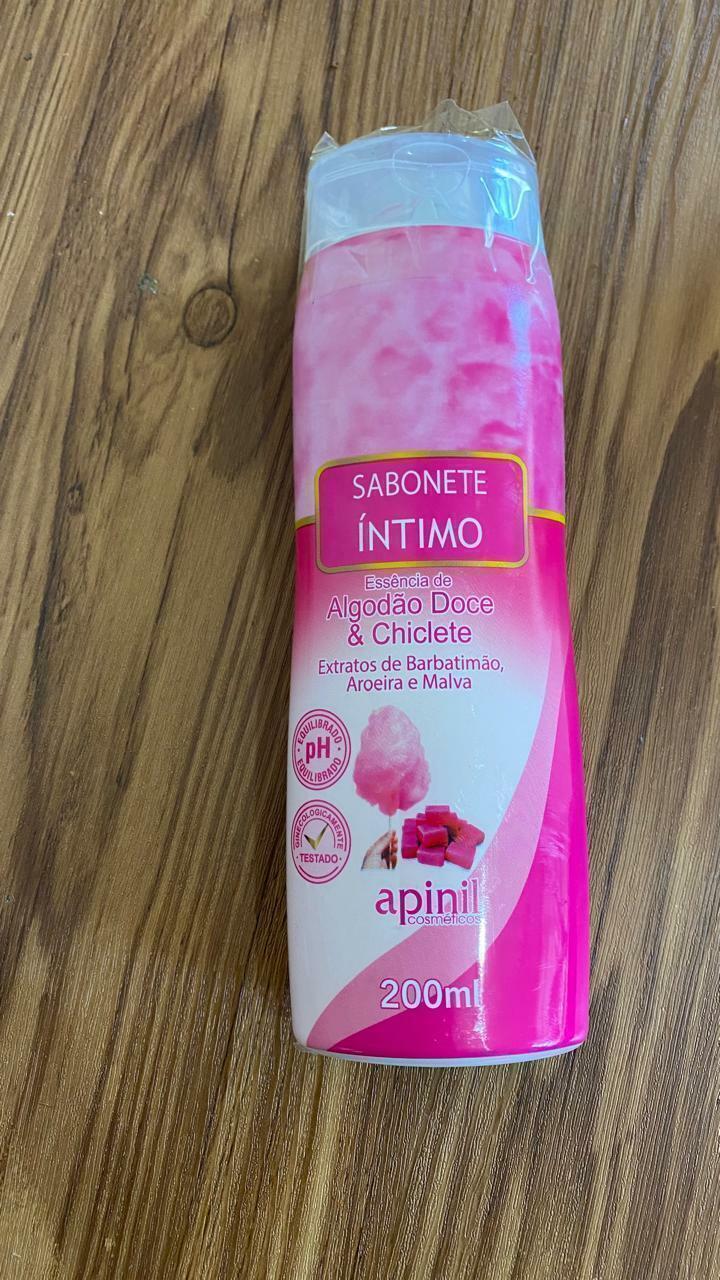 SABONETE
ÍNTIMO
Essência de
Algodão Doce
& Chiclete
Extratos de Barbatimão,
Aroeira e Malva
EQUILIBRADO
pH
EQUILIBRADO
GINECOLOGICAMENTE
TESTADO
apinil
cosméticos
200ml